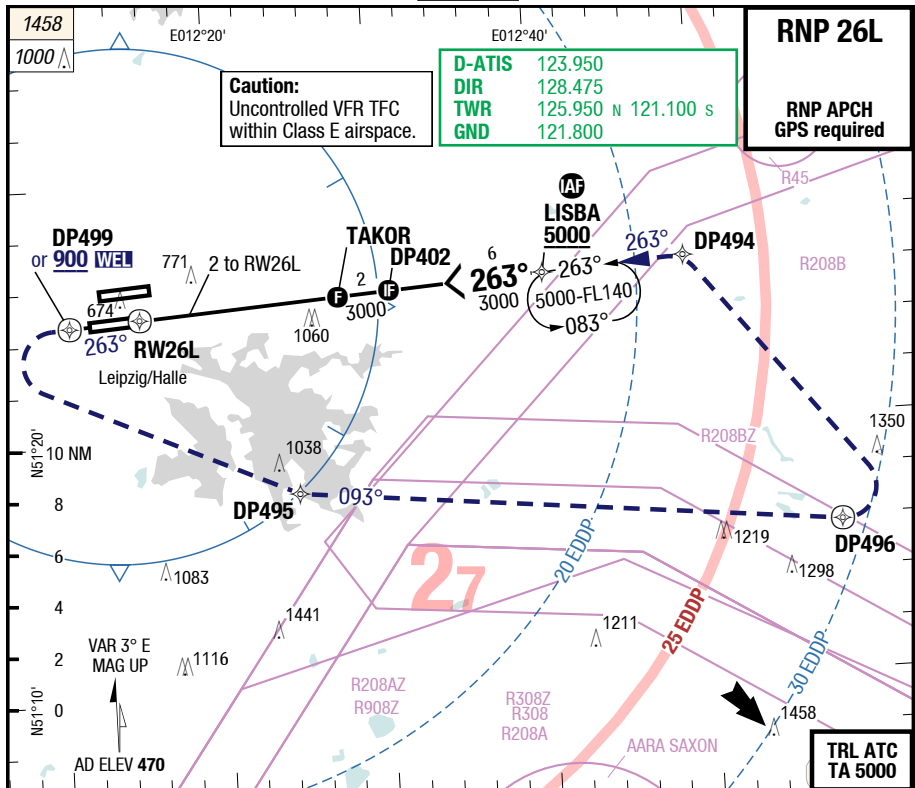 1458
1000
E012°20'
E012°40'
RNP 26L
RNP APCH
GPS required
Caution:
Uncontrolled VFR TFC
within Class E airspace.
D-ATIS 123.950
DIR 128.475
TWR 125.950 N 121.100 S
GND 121.800
R45
R208B
IAF
LISBA
5000
263°
DP494
TAKOR
DP402
DP499
or 900 WEL
771
2 to RW26L
2
6
263°
3000
263°
5000-FL140
083°
F
IF
3000
674
1060
263°
RW26L
Leipzig/Halle
1350
R208BZ
N51°20'
10 NM
1038
8
DP495
093°
DP496
1219
20 EDDP
6
27
1083
1298
4
1441
1211
25 EDDP
VAR 3° E
MAG UP
2
1116
30 EDDP
R208AZ
R908Z
R308Z
R308
R208A
N51°10'
0
1458
AARA SAXON
AD ELEV 470
TRL ATC
TA 5000